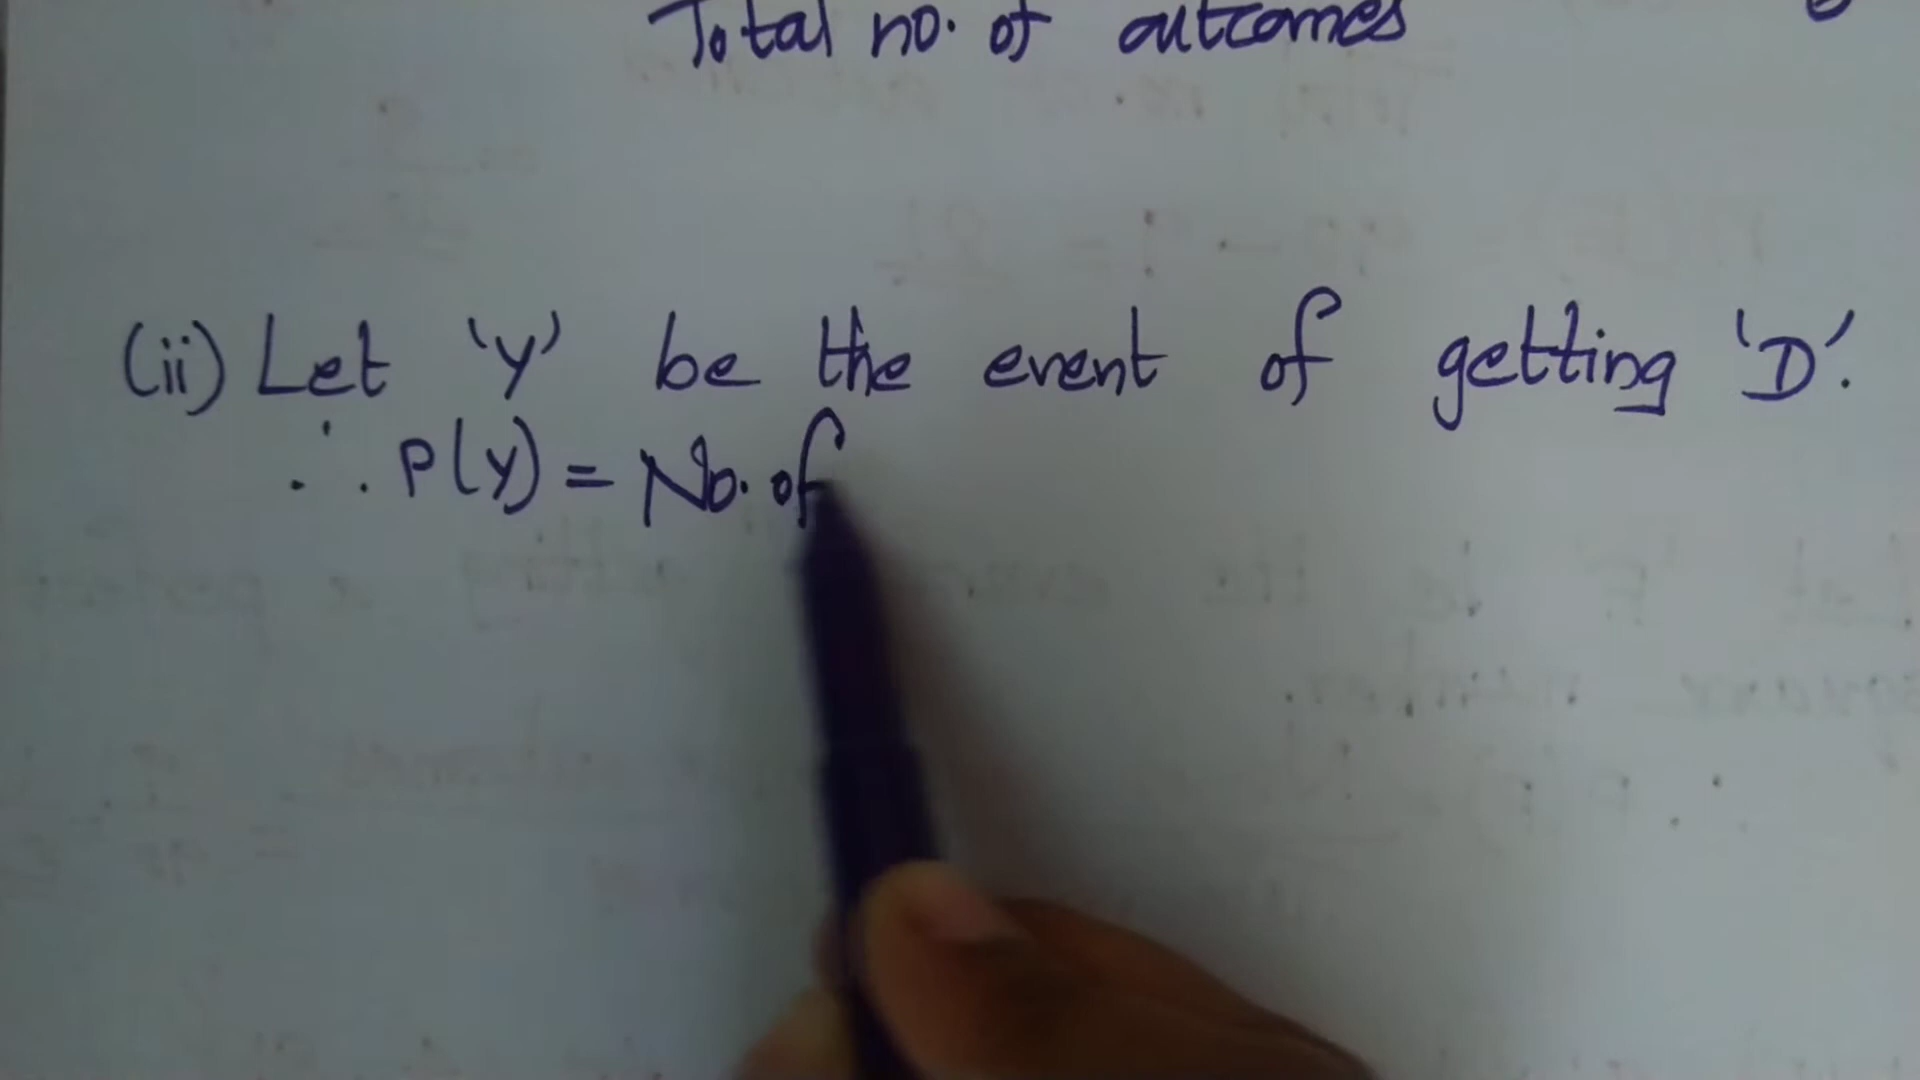 Total no. of outcomes
(ii) Let 'Y' be the event of getting 'D'.
∴ P(Y) = No. of